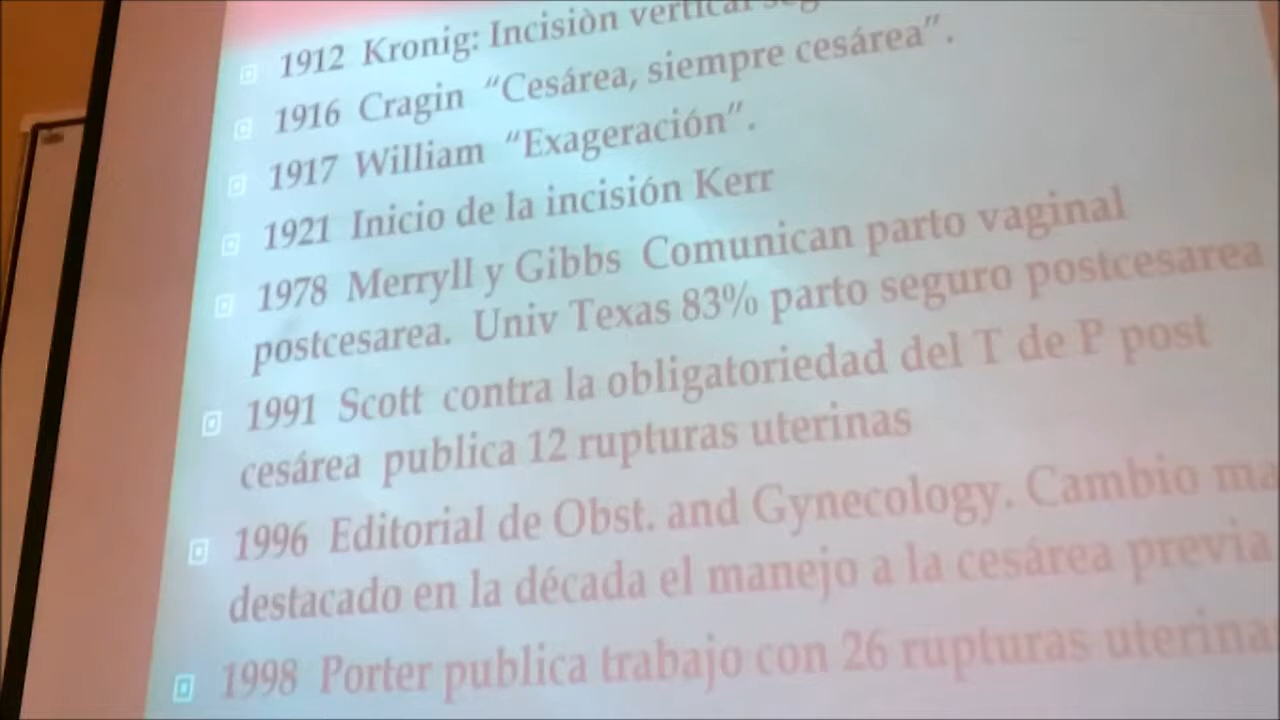 1912 Kronig: Incisiòn vertical
1916 Cragin “Cesárea, siempre cesárea”.
1917 William “Exageración”.
1921 Inicio de la incisión Kerr
1978 Merryll y Gibbs Comunican parto vaginal
postcesarea. Univ Texas 83% parto seguro postcesarea
1991 Scott contra la obligatoriedad del T de P post
cesárea publica 12 rupturas uterinas
1996 Editorial de Obst. and Gynecology. Cambio
destacado en la década el manejo a la cesárea previa
1998 Porter publica trabajo con 26 rupturas